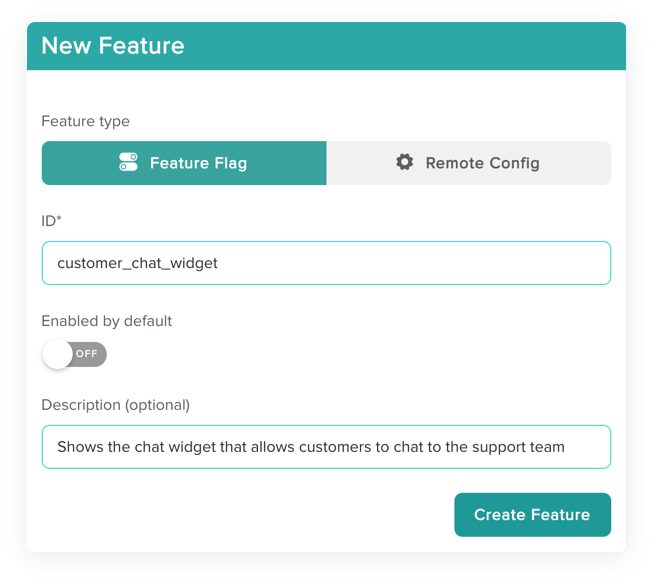 New Feature
Feature type
Feature Flag
Remote Config
ID*
customer_chat_widget
Enabled by default
OFF
Description (optional)
Shows the chat widget that allows customers to chat to the support team
Create Feature